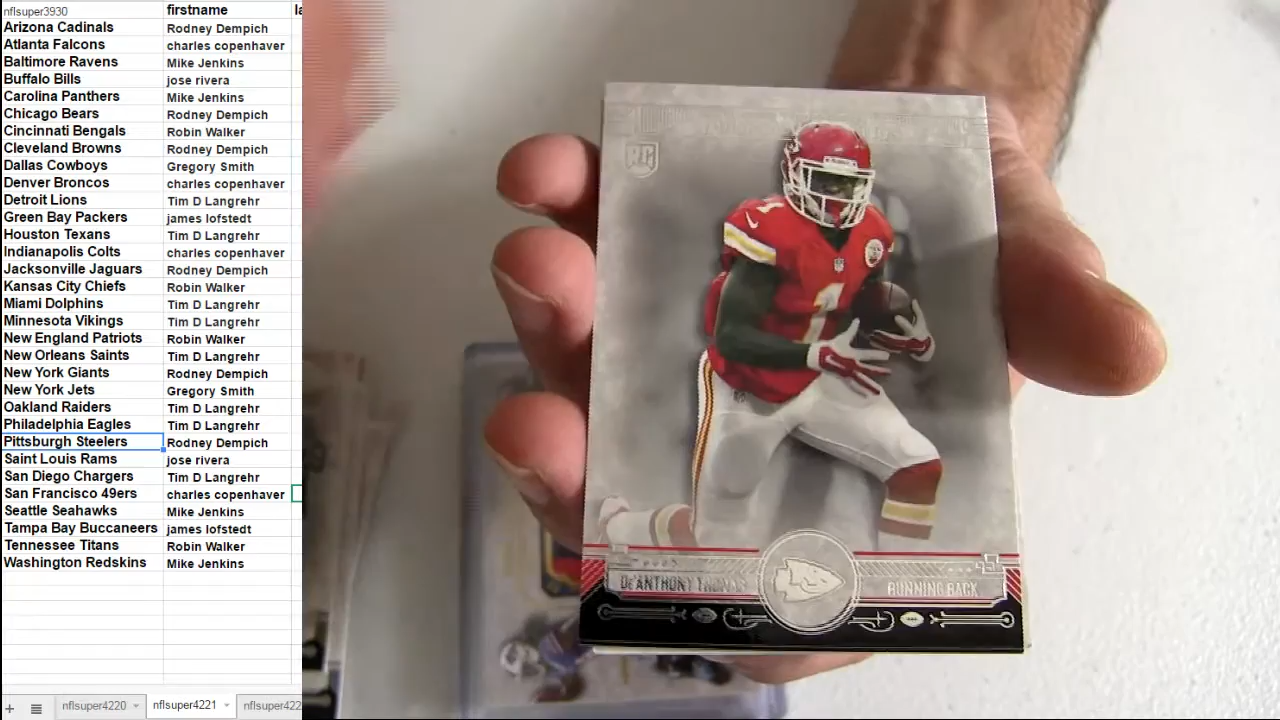 nflsuper3930 firstname la
Arizona Cadinals Rodney Dempich
Atlanta Falcons charles copenhaver
Baltimore Ravens Mike Jenkins
Buffalo Bills jose rivera
Carolina Panthers Mike Jenkins
Chicago Bears Rodney Dempich
Cincinnati Bengals Robin Walker
Cleveland Browns Rodney Dempich
Dallas Cowboys Gregory Smith
Denver Broncos charles copenhaver
Detroit Lions Tim D Langrehr
Green Bay Packers james lofstedt
Houston Texans Tim D Langrehr
Indianapolis Colts charles copenhaver
Jacksonville Jaguars Rodney Dempich
Kansas City Chiefs Robin Walker
Miami Dolphins Tim D Langrehr
Minnesota Vikings Tim D Langrehr
New England Patriots Robin Walker
New Orleans Saints Tim D Langrehr
New York Giants Rodney Dempich
New York Jets Gregory Smith
Oakland Raiders Tim D Langrehr
Philadelphia Eagles Tim D Langrehr
Pittsburgh Steelers Rodney Dempich
Saint Louis Rams jose rivera
San Diego Chargers Tim D Langrehr
San Francisco 49ers charles copenhaver
Seattle Seahawks Mike Jenkins
Tampa Bay Buccaneers james lofstedt
Tennessee Titans Robin Walker
Washington Redskins Mike Jenkins
nflsuper4220 nflsuper4221 nflsuper422
RC
1
1
DE'ANTHONY THOMAS RUNNING BACK